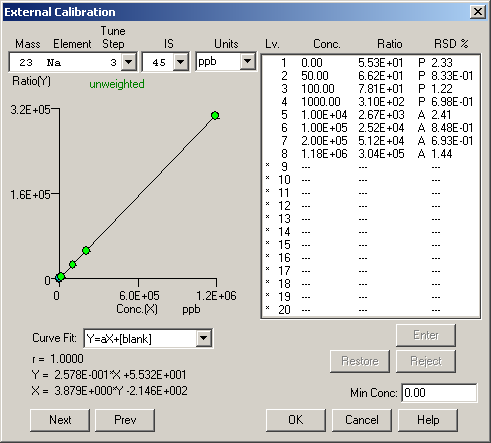 External Calibration
Tune
Mass Element Step IS Units
23 Na 3 45 ppb
Ratio(Y) unweighted
3.2E+05
1.6E+05
0
0 6.0E+05 1.2E+06
Conc.(X) ppb
Lv. Conc. Ratio RSD %
1 0.00 5.53E+01 P 2.33
2 50.00 6.62E+01 P 8.33E-01
3 100.00 7.81E+01 P 1.22
4 1000.00 3.10E+02 P 6.98E-01
5 1.00E+04 2.67E+03 A 2.41
6 1.00E+05 2.52E+04 A 8.48E-01
7 2.00E+05 5.12E+04 A 6.93E-01
8 1.18E+06 3.04E+05 A 1.44
* 9 --- --- ---
* 10 --- --- ---
* 11 --- --- ---
* 12 --- --- ---
* 13 --- --- ---
* 14 --- --- ---
* 15 --- --- ---
* 16 --- --- ---
* 17 --- --- ---
* 18 --- --- ---
* 19 --- --- ---
* 20 --- --- ---
Curve Fit: Y=aX+[blank]
r = 1.0000
Y = 2.578E-001*X +5.532E+001
X = 3.879E+000*Y -2.146E+002
Enter
Restore Reject
Min Conc: 0.00
Next Prev OK Cancel Help